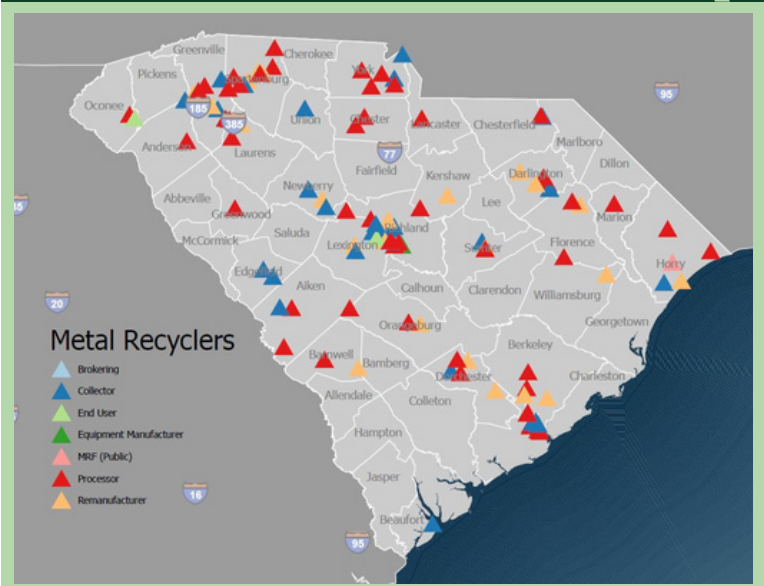 Greenville
Cherokee
Pickens
York
Spartanburg
Oconee
95
185
385
Union
Chester
Lancaster
Chesterfield
Marlboro
Anderson
Laurens
77
Dillon
Fairfield
Kershaw
Darlington
Newberry
Abbeville
Lee
Greenwood
Marion
Saluda
Richland
McCormick
Lexington
Sumter
Florence
Horry
Edgefield
Aiken
Calhoun
Clarendon
Williamsburg
20
Georgetown
Orangeburg
Metal Recyclers
Berkeley
Barnwell
Bamberg
Brokering
Dorchester
Charleston
Collector
Allendale
Colleton
End User
Equipment Manufacturer
Hampton
MRF (Public)
Processor
Jasper
Remanufacturer
16
Beaufort
95